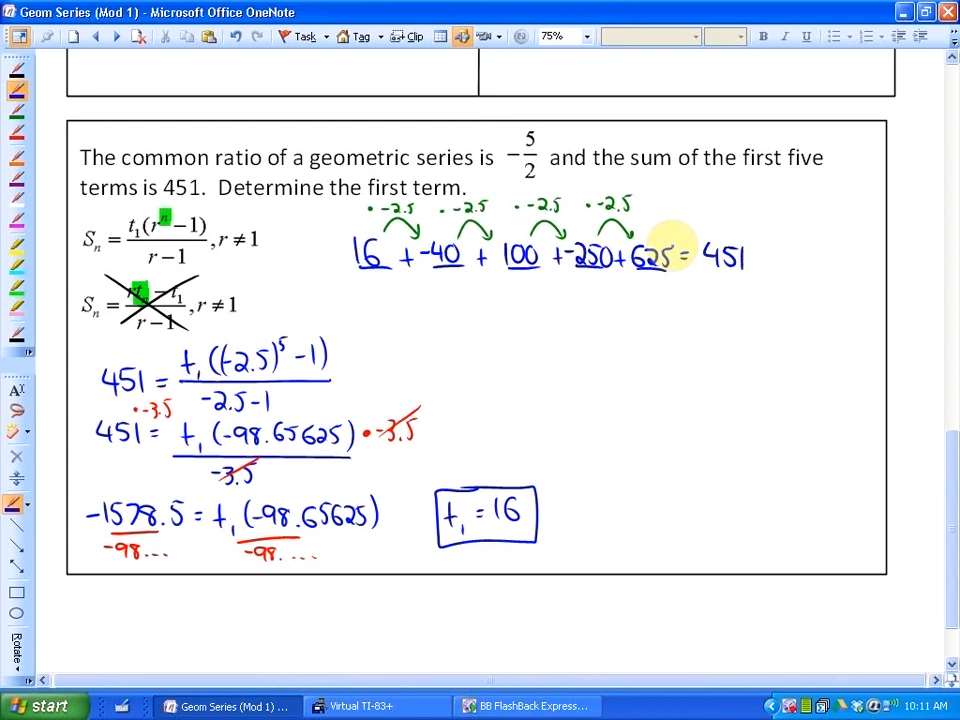 Geom Series (Mod 1) - Microsoft Office OneNote
Task Tag Clip 75% B I U
The common ratio of a geometric series is −5/2 and the sum of the first five
terms is 451. Determine the first term.
• -2.5 • -2.5 • -2.5 • -2.5
16 + -40 + 100 + -250 + 625 = 451
Sn = t1(r^n − 1)/(r − 1), r ≠ 1
Sn = (rtn − t1)/(r − 1), r ≠ 1
451 = t1((-2.5)^5 - 1)/(-2.5 - 1)
• -3.5
451 = t1(-98.65625)/-3.5 • -3.5
-1578.5 = t1(-98.65625)
-98... -98....
t1 = 16
Rotate
start Geom Series (Mod 1) ... Virtual TI-83+ BB FlashBack Express... 10:11 AM